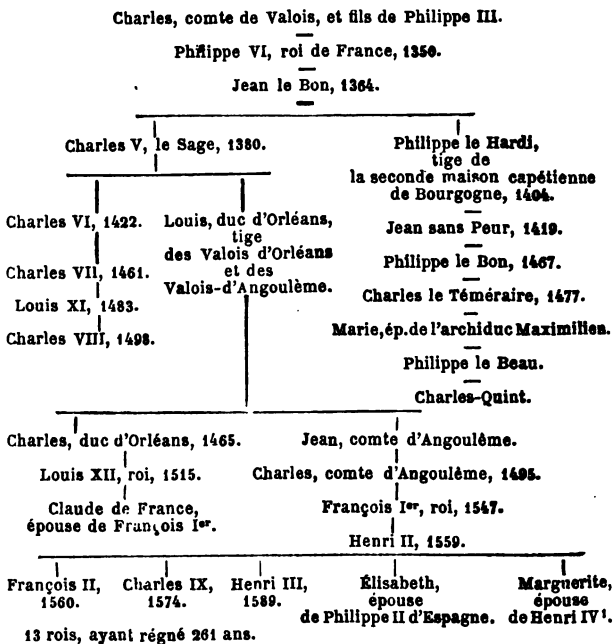 Charles, comte de Valois, et fils de Philippe III.
Philippe VI, roi de France, 1350.
Jean le Bon, 1364.
Charles V, le Sage, 1380.
Philippe le Hardi,
tige de
la seconde maison capétienne
de Bourgogne, 1404.
Charles VI, 1422.
Louis, duc d'Orléans,
tige
des Valois d'Orléans
et des
Valois-d'Angoulème.
Jean sans Peur, 1419.
Charles VII, 1461.
Philippe le Bon, 1467.
Louis XI, 1483.
Charles le Téméraire, 1477.
Charles VIII, 1498.
Marie, ép. de l'archiduc Maximilien.
Philippe le Beau.
Charles-Quint.
Charles, duc d'Orléans, 1465.
Jean, comte d'Angoulême.
Louis XII, roi, 1515.
Charles, comte d'Angoulême, 1495.
Claude de France,
épouse de François Ier.
François Ier, roi, 1547.
Henri II, 1559.
François II,
1560.
Charles IX,
1574.
Henri III,
1589.
Élisabeth,
épouse
de Philippe II d'Espagne.
Marguerite,
épouse
de Henri IV¹.
13 rois, ayant régné 261 ans.